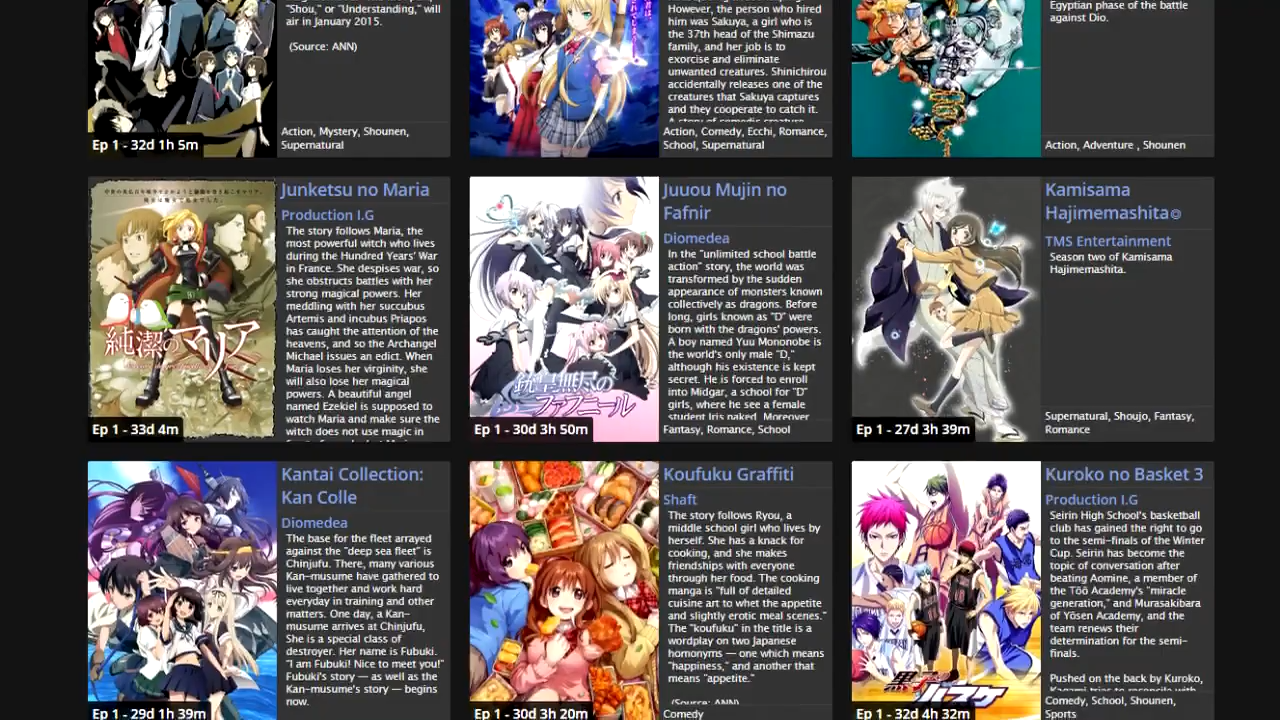 "Shou," or "Understanding," will
air in January 2015.
(Source: ANN)
Action, Mystery, Shounen,
Supernatural
Ep 1 - 32d 1h 5m
However, the person who hired
him was Sakuya, a girl who is
the 37th head of the Shimazu
family, and her job is to
exorcise and eliminate
unwanted creatures. Shinichirou
accidentally releases one of the
creatures that Sakuya captures
and they cooperate to catch it.
Action, Comedy, Ecchi, Romance,
School, Supernatural
Egyptian phase of the battle
against Dio.
Action, Adventure , Shounen
Junketsu no Maria
Production I.G
The story follows Maria, the
most powerful witch who lives
during the Hundred Years' War
in France. She despises war, so
she obstructs battles with her
strong magical powers. Her
meddling with her succubus
Artemis and incubus Priapos
has caught the attention of the
heavens, and so the Archangel
Michael issues an edict. When
Maria loses her virginity, she
will also lose her magical
powers. A beautiful angel
named Ezekiel is supposed to
watch Maria and make sure the
witch does not use magic in
純潔のマリア
Ep 1 - 33d 4m
Juuou Mujin no
Fafnir
Diomedea
In the "unlimited school battle
action" story, the world was
transformed by the sudden
appearance of monsters known
collectively as dragons. Before
long, girls known as "D" were
born with the dragons' powers.
A boy named Yuu Mononobe is
the world's only male "D,"
although his existence is kept
secret. He is forced to enroll
into Midgar, a school for "D"
girls, where he see a female
student Iris naked. Moreover
Fantasy, Romance, School
銃皇無尽の
ファフニール
Ep 1 - 30d 3h 50m
Kamisama
Hajimemashita◎
TMS Entertainment
Season two of Kamisama
Hajimemashita.
Supernatural, Shoujo, Fantasy,
Romance
Ep 1 - 27d 3h 39m
Kantai Collection:
Kan Colle
Diomedea
The base for the fleet arrayed
against the "deep sea fleet" is
Chinjufu. There, many various
Kan-musume have gathered to
live together and work hard
everyday in training and other
matters. One day, a Kan-
musume arrives at Chinjufu,
She is a special class of
destroyer. Her name is Fubuki.
"I am Fubuki! Nice to meet you!"
Fubuki's story — as well as the
Kan-musume's story — begins
now.
Ep 1 - 29d 1h 39m
Koufuku Graffiti
Shaft
The story follows Ryou, a
middle school girl who lives by
herself. She has a knack for
cooking, and she makes
friendships with everyone
through her food. The cooking
manga is "full of detailed
cuisine art to whet the appetite
and slightly erotic meal scenes."
The "koufuku" in the title is a
wordplay on two Japanese
homonyms — one which means
"happiness," and another that
means "appetite."
(Source: ANN)
Comedy
Ep 1 - 30d 3h 20m
Kuroko no Basket 3
Production I.G
Seirin High School's basketball
club has gained the right to go
to the semi-finals of the Winter
Cup. Seirin has become the
topic of conversation after
beating Aomine, a member of
the Tōō Academy's "miracle
generation," and Murasakibara
of Yōsen Academy, and the
team renews their
determination for the semi-
finals.
Pushed on the back by Kuroko,
Kagami tries to reconcile with
Comedy, School, Shounen,
Sports
Ep 1 - 32d 4h 32m